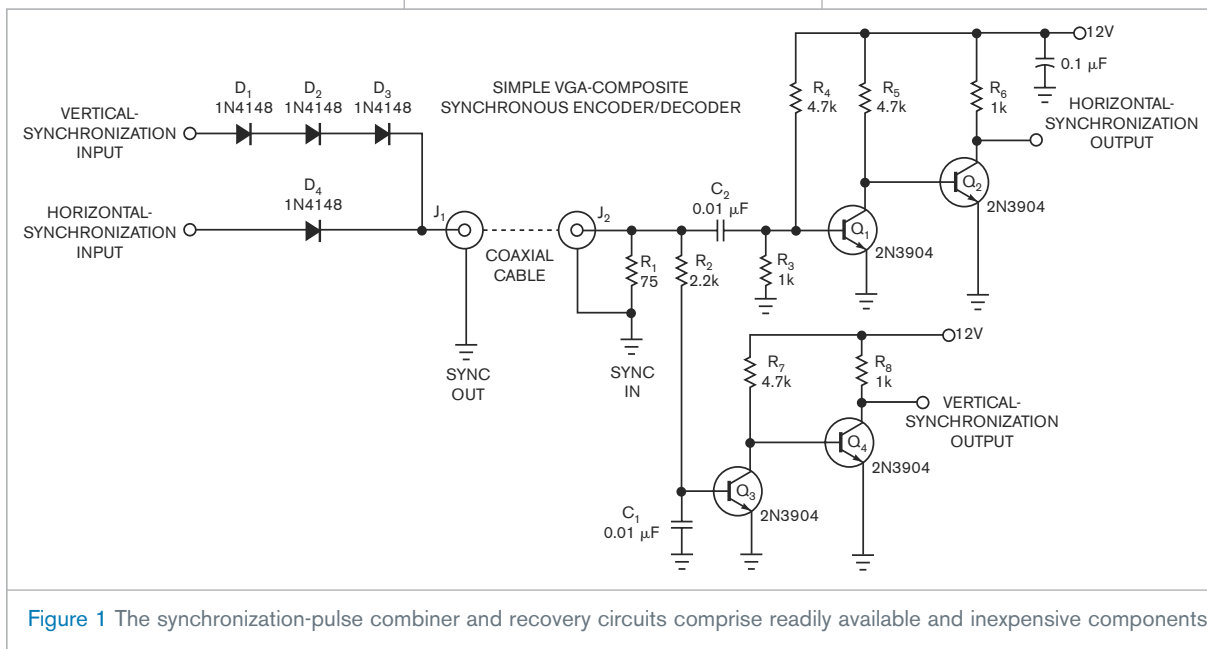 SIMPLE VGA-COMPOSITE
SYNCHRONOUS ENCODER/DECODER
VERTICAL-
SYNCHRONIZATION
INPUT
D1
1N4148
D2
1N4148
D3
1N4148
HORIZONTAL-
SYNCHRONIZATION
INPUT
D4
1N4148
J1
SYNC
OUT
COAXIAL
CABLE
J2
R1
75
SYNC
IN
R2
2.2k
C2
0.01 µF
R3
1k
R4
4.7k
R5
4.7k
Q1
2N3904
R6
1k
Q2
2N3904
12V
0.1 µF
HORIZONTAL-
SYNCHRONIZATION
OUTPUT
C1
0.01 µF
Q3
2N3904
R7
4.7k
R8
1k
12V
Q4
2N3904
VERTICAL-
SYNCHRONIZATION
OUTPUT
Figure 1 The synchronization-pulse combiner and recovery circuits comprise readily available and inexpensive components